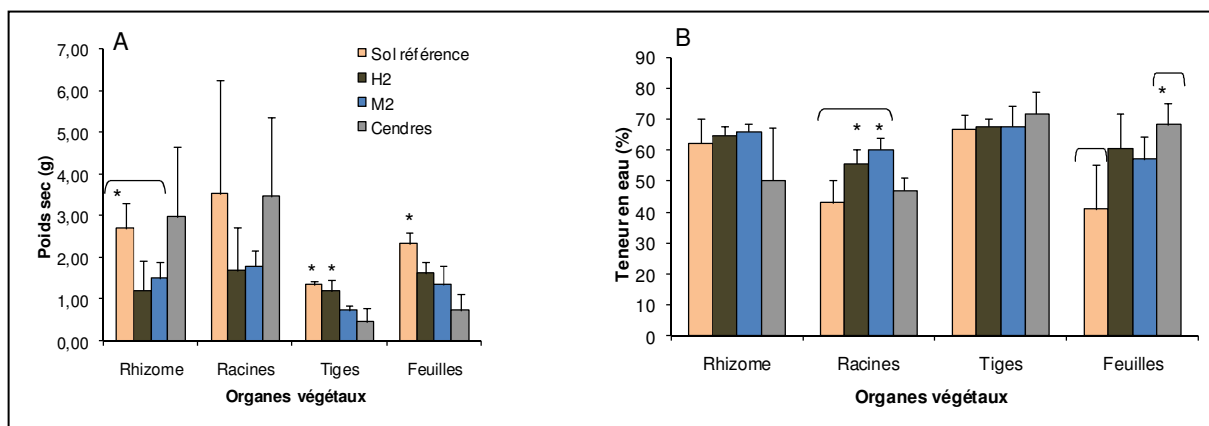 A
Poids sec (g)
7,00
6,00
5,00
4,00
3,00
2,00
1,00
0,00
Sol référence
H2
M2
Cendres
*
* *
*
Rhizome Racines Tiges Feuilles
Organes végétaux
B
Teneur en eau (%)
90
80
70
60
50
40
30
20
10
0
* *
*
Rhizome Racines Tiges Feuilles
Organes végétaux